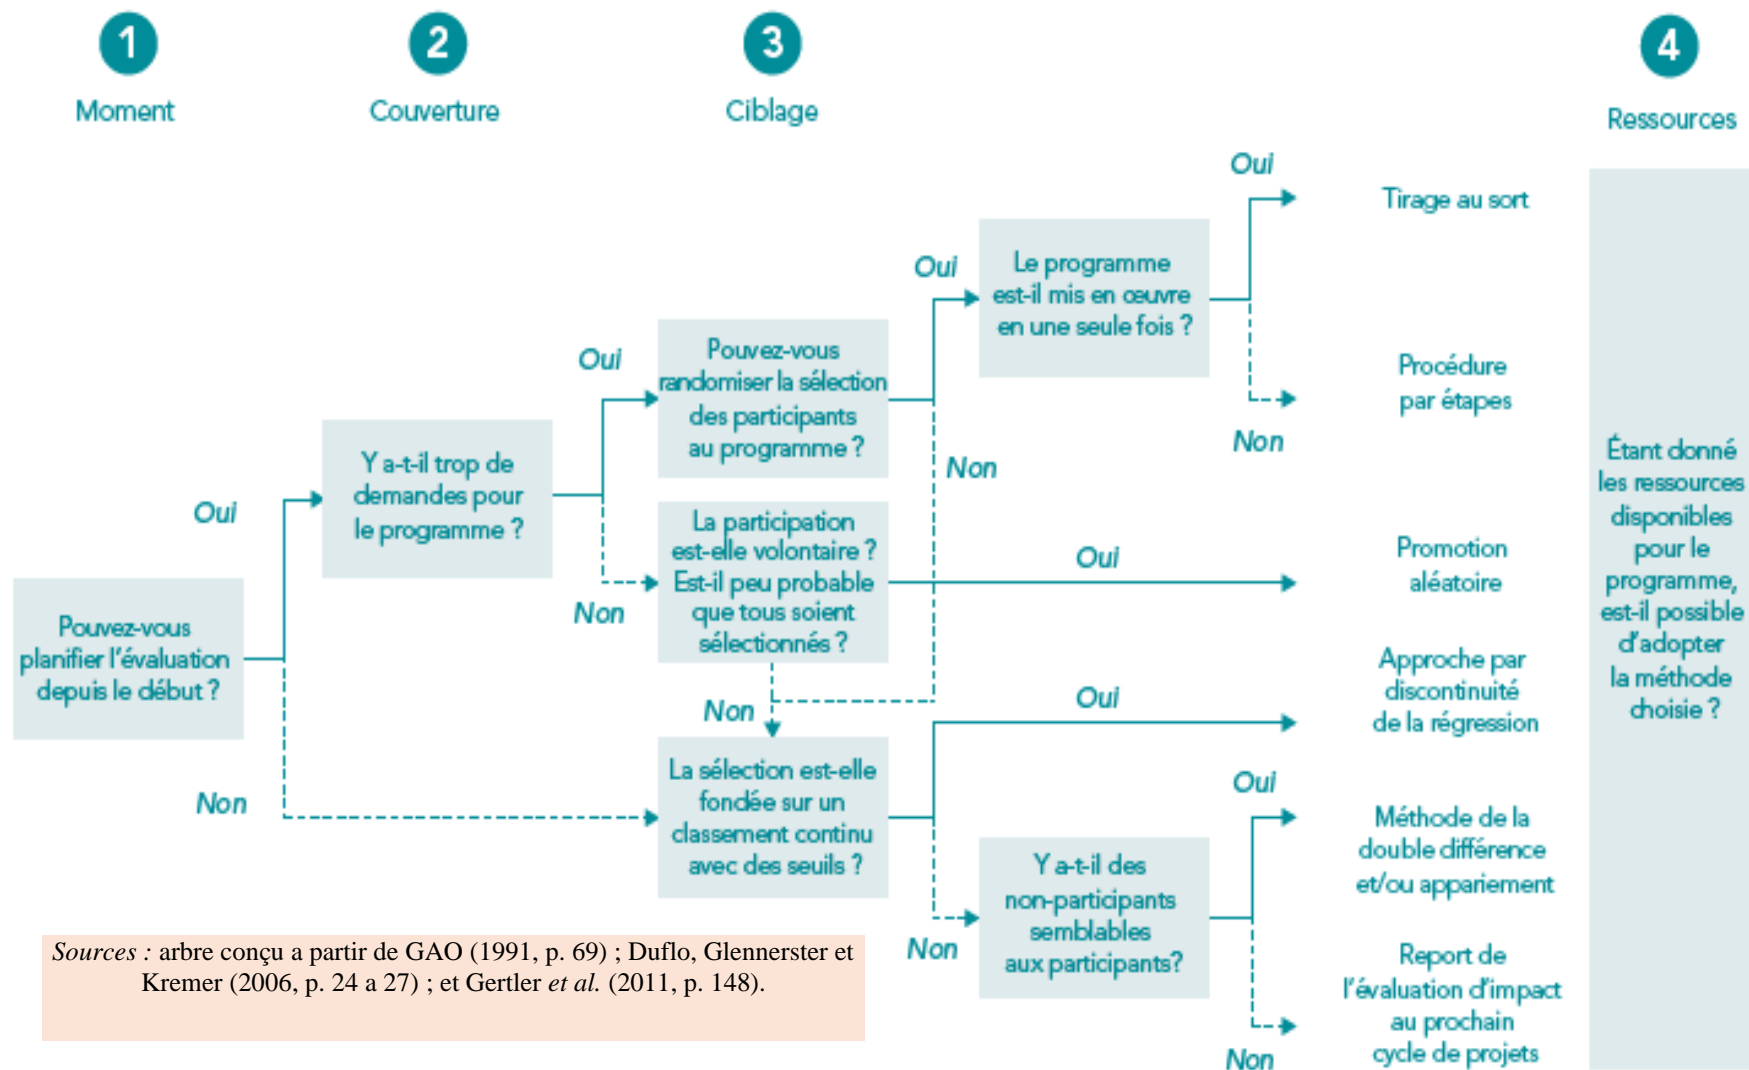 1
Moment
2
Couverture
3
Ciblage
4
Ressources
Pouvez-vous
planifier l'évaluation
depuis le début ?
Oui
Non
Y a-t-il trop de
demandes pour
le programme ?
Oui
Non
Pouvez-vous
randomiser la sélection
des participants
au programme ?
Oui
Non
La participation
est-elle volontaire ?
Est-il peu probable
que tous soient
sélectionnés ?
Oui
Non
La sélection est-elle
fondée sur un
classement continu
avec des seuils ?
Oui
Non
Le programme
est-il mis en œuvre
en une seule fois ?
Oui
Non
Y a-t-il des
non-participants
semblables
aux participants?
Oui
Non
Tirage au sort
Procédure
par étapes
Promotion
aléatoire
Approche par
discontinuité
de la régression
Méthode de la
double différence
et/ou appariement
Report de
l'évaluation d'impact
au prochain
cycle de projets
Étant donné
les ressources
disponibles
pour le
programme,
est-il possible
d'adopter
la méthode
choisie ?
Sources : arbre conçu a partir de GAO (1991, p. 69) ; Duflo, Glennerster et
Kremer (2006, p. 24 a 27) ; et Gertler et al. (2011, p. 148).